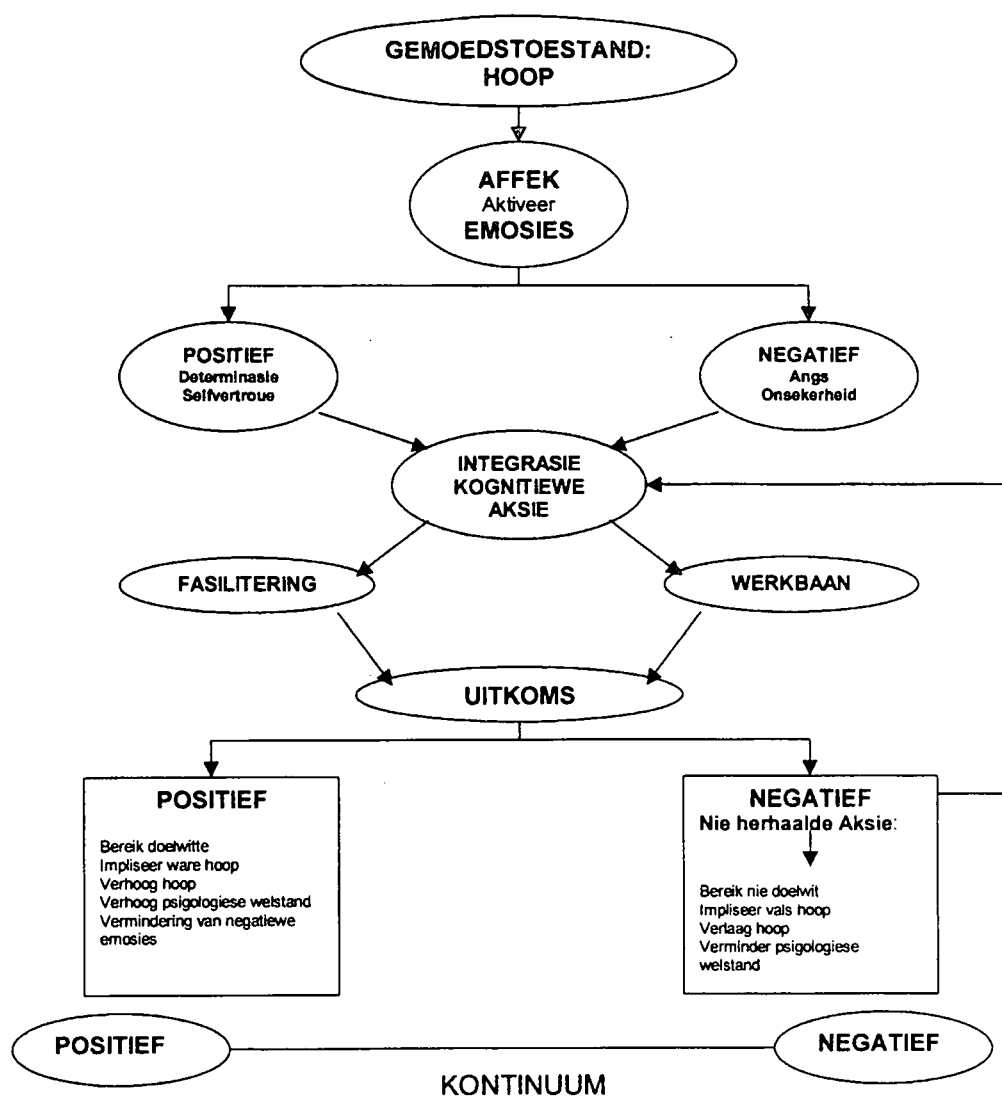 GEMOEDSTOESTAND:
HOOP
AFFEK
Aktiveer
EMOSIES
POSITIEF
Determinasie
Selfvertroue
NEGATIEF
Angs
Onsekerheid
INTEGRASIE
KOGNITIEWE
AKSIE
FASILITERING
WERKBAAN
UITKOMS
POSITIEF
Bereik doelwitte
Impliseer ware hoop
Verhoog hoop
Verhoog psigologiese welstand
Vermindering van negatiewe
emosies
NEGATIEF
Nie herhaalde Aksie:
Bereik nie doelwit
Impliseer vals hoop
Verlaag hoop
Verminder psigologiese
welstand
POSITIEF
NEGATIEF
KONTINUUM